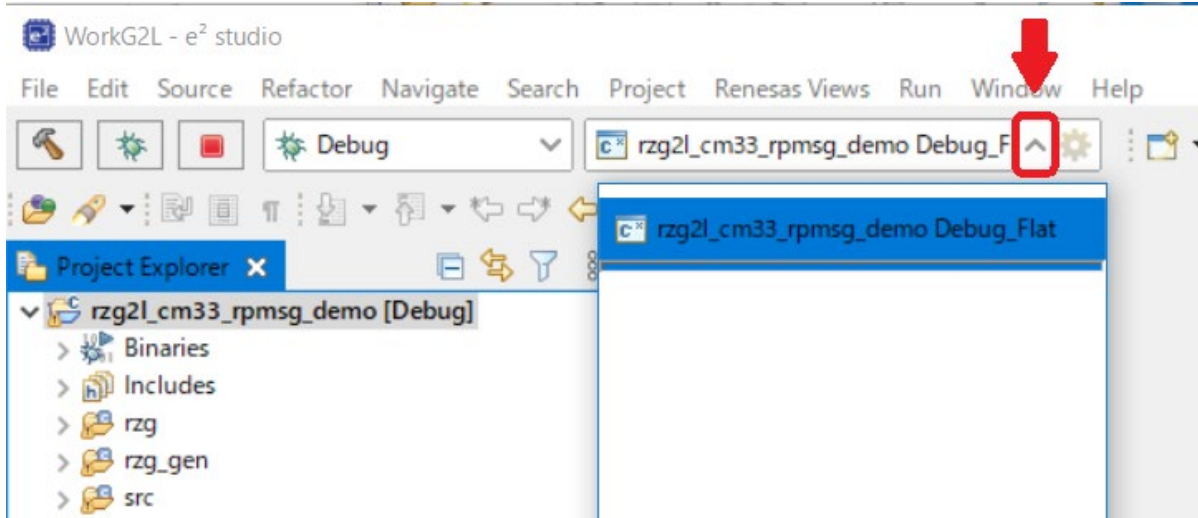 WorkG2L - e² studio
File Edit Source Refactor Navigate Search Project Renesas Views Run Window Help
Debug rzg2l_cm33_rpmsg_demo Debug_F
rzg2l_cm33_rpmsg_demo Debug_Flat
Project Explorer
rzg2l_cm33_rpmsg_demo [Debug]
Binaries
Includes
rzg
rzg_gen
src